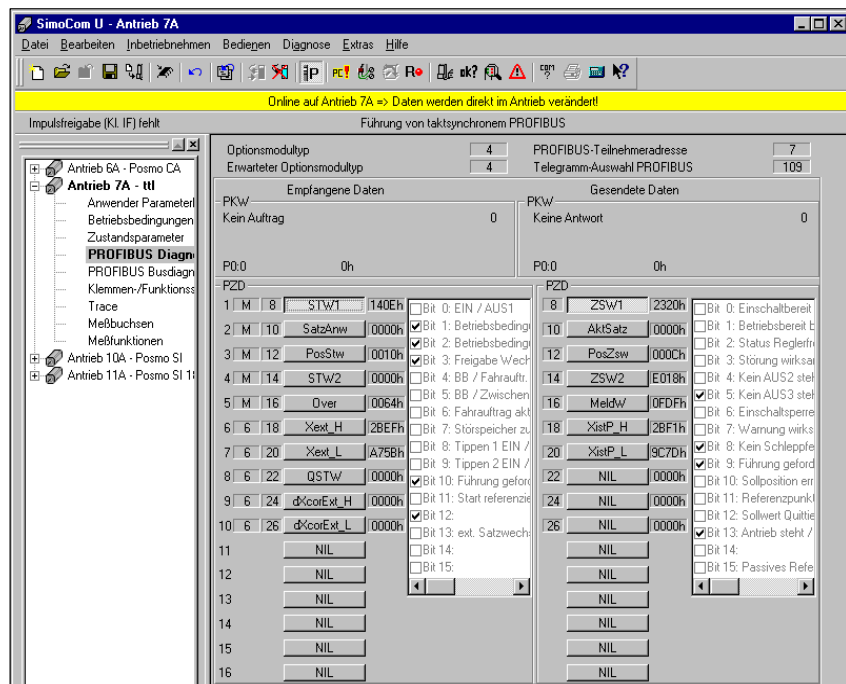 SimoCom U - Antrieb 7A
Datei Bearbeiten Inbetriebnehmen Bedienen Diagnose Extras Hilfe
Online auf Antrieb 7A => Daten werden direkt im Antrieb verändert!
Impulsfreigabe (Kl. IF) fehlt Führung von taktsynchronem PROFIBUS
Antrieb 6A - Posmo CA
Antrieb 7A - ttl
Anwender Parameterl
Betriebsbedingungen
Zustandsparameter
PROFIBUS Diagn
PROFIBUS Busdiagn
Klemmen-/Funktionss
Trace
Meßbuchsen
Meßfunktionen
Antrieb 10A - Posmo SI
Antrieb 11A - Posmo SI 1
Optionsmodultyp 4 PROFIBUS-Teilnehmeradresse 7
Erwarteter Optionsmodultyp 4 Telegramm-Auswahl PROFIBUS 109
Empfangene Daten
PKW
Kein Auftrag 0
P0:0 0h
Gesendete Daten
PKW
Keine Antwort 0
P0:0 0h
PZD
1 M 8 STW1 140Eh
2 M 10 SatzAnw 0000h
3 M 12 PosStw 0010h
4 M 14 STW2 0000h
5 M 16 Over 0064h
6 6 18 Xext_H 2BEFh
7 6 20 Xext_L A75Bh
8 6 22 QSTW 0000h
9 6 24 dXcorExt_H 0000h
10 6 26 dXcorExt_L 0000h
11 NIL
12 NIL
13 NIL
14 NIL
15 NIL
16 NIL
Bit 0: EIN / AUS1
Bit 1: Betriebsbeding
Bit 2: Betriebsbeding
Bit 3: Freigabe Wech
Bit 4: BB / Fahrauftr.
Bit 5: BB / Zwischen
Bit 6: Fahrauftrag akt
Bit 7: Störspeicher zu
Bit 8: Tippen 1 EIN /
Bit 9: Tippen 2 EIN /
Bit 10: Führung geford
Bit 11: Start referenzie
Bit 12:
Bit 13: ext. Satzwech
Bit 14:
Bit 15:
PZD
8 ZSW1 2320h
10 AktSatz 0000h
12 PosZsw 000Ch
14 ZSW2 E018h
16 MeldW 0FDFh
18 XistP_H 2BF1h
20 XistP_L 9C7Dh
22 NIL 0000h
24 NIL 0000h
26 NIL 0000h
NIL
NIL
NIL
NIL
NIL
NIL
Bit 0: Einschaltbereit
Bit 1: Betriebsbereit b
Bit 2: Status Reglerfr
Bit 3: Störung wirksa
Bit 4: Kein AUS2 steh
Bit 5: Kein AUS3 steh
Bit 6: Einschaltsperre
Bit 7: Warnung wirks
Bit 8: Kein Schleppfe
Bit 9: Führung geford
Bit 10: Sollposition err
Bit 11: Referenzpunkt
Bit 12: Sollwert Quittie
Bit 13: Antrieb steht /
Bit 14:
Bit 15: Passives Refe